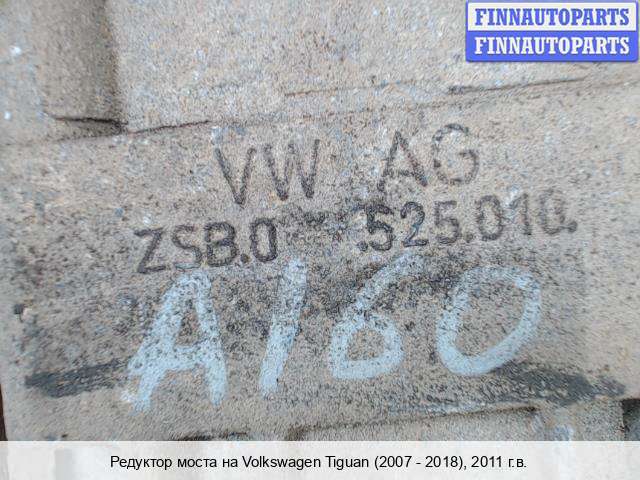 FINNAUTOPARTS
FINNAUTOPARTS
VW AG
ZSB.0 .525.010.
A160
Редуктор моста на Volkswagen Tiguan (2007 - 2018), 2011 г.в.